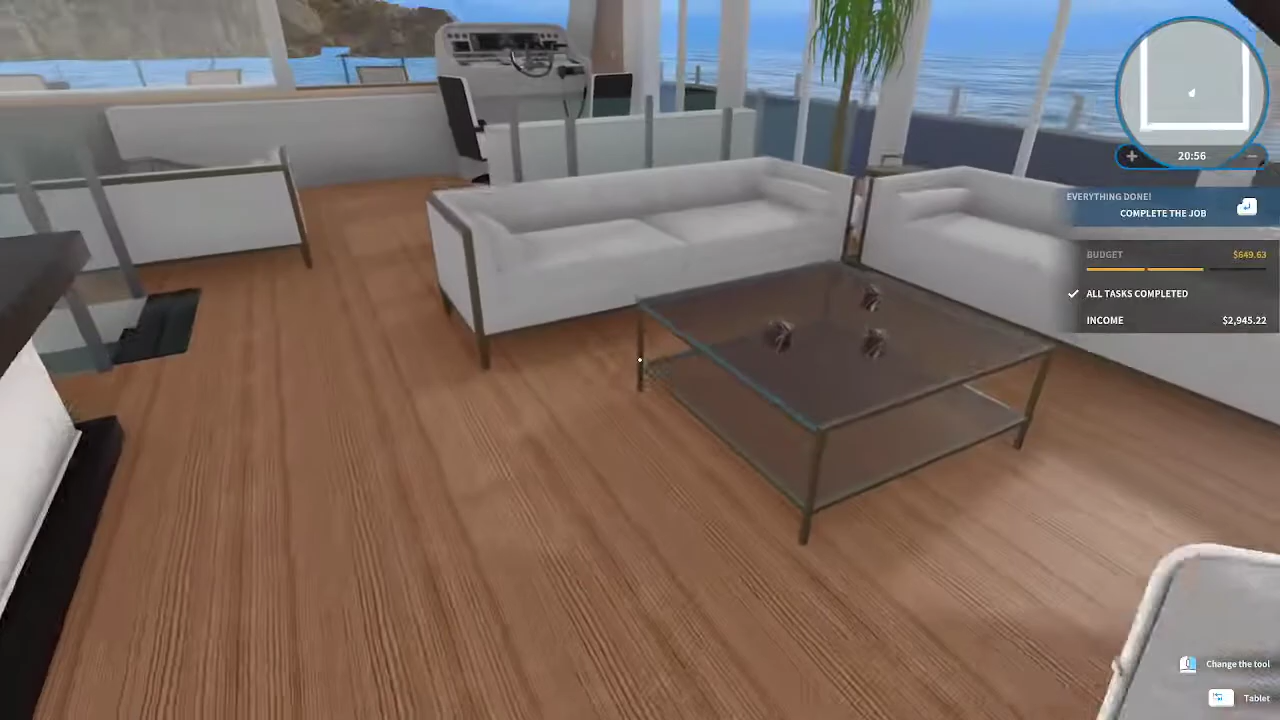 20:56
EVERYTHING DONE!
COMPLETE THE JOB
BUDGET $649.63
ALL TASKS COMPLETED
INCOME $2,945.22
Change the tool
Tablet